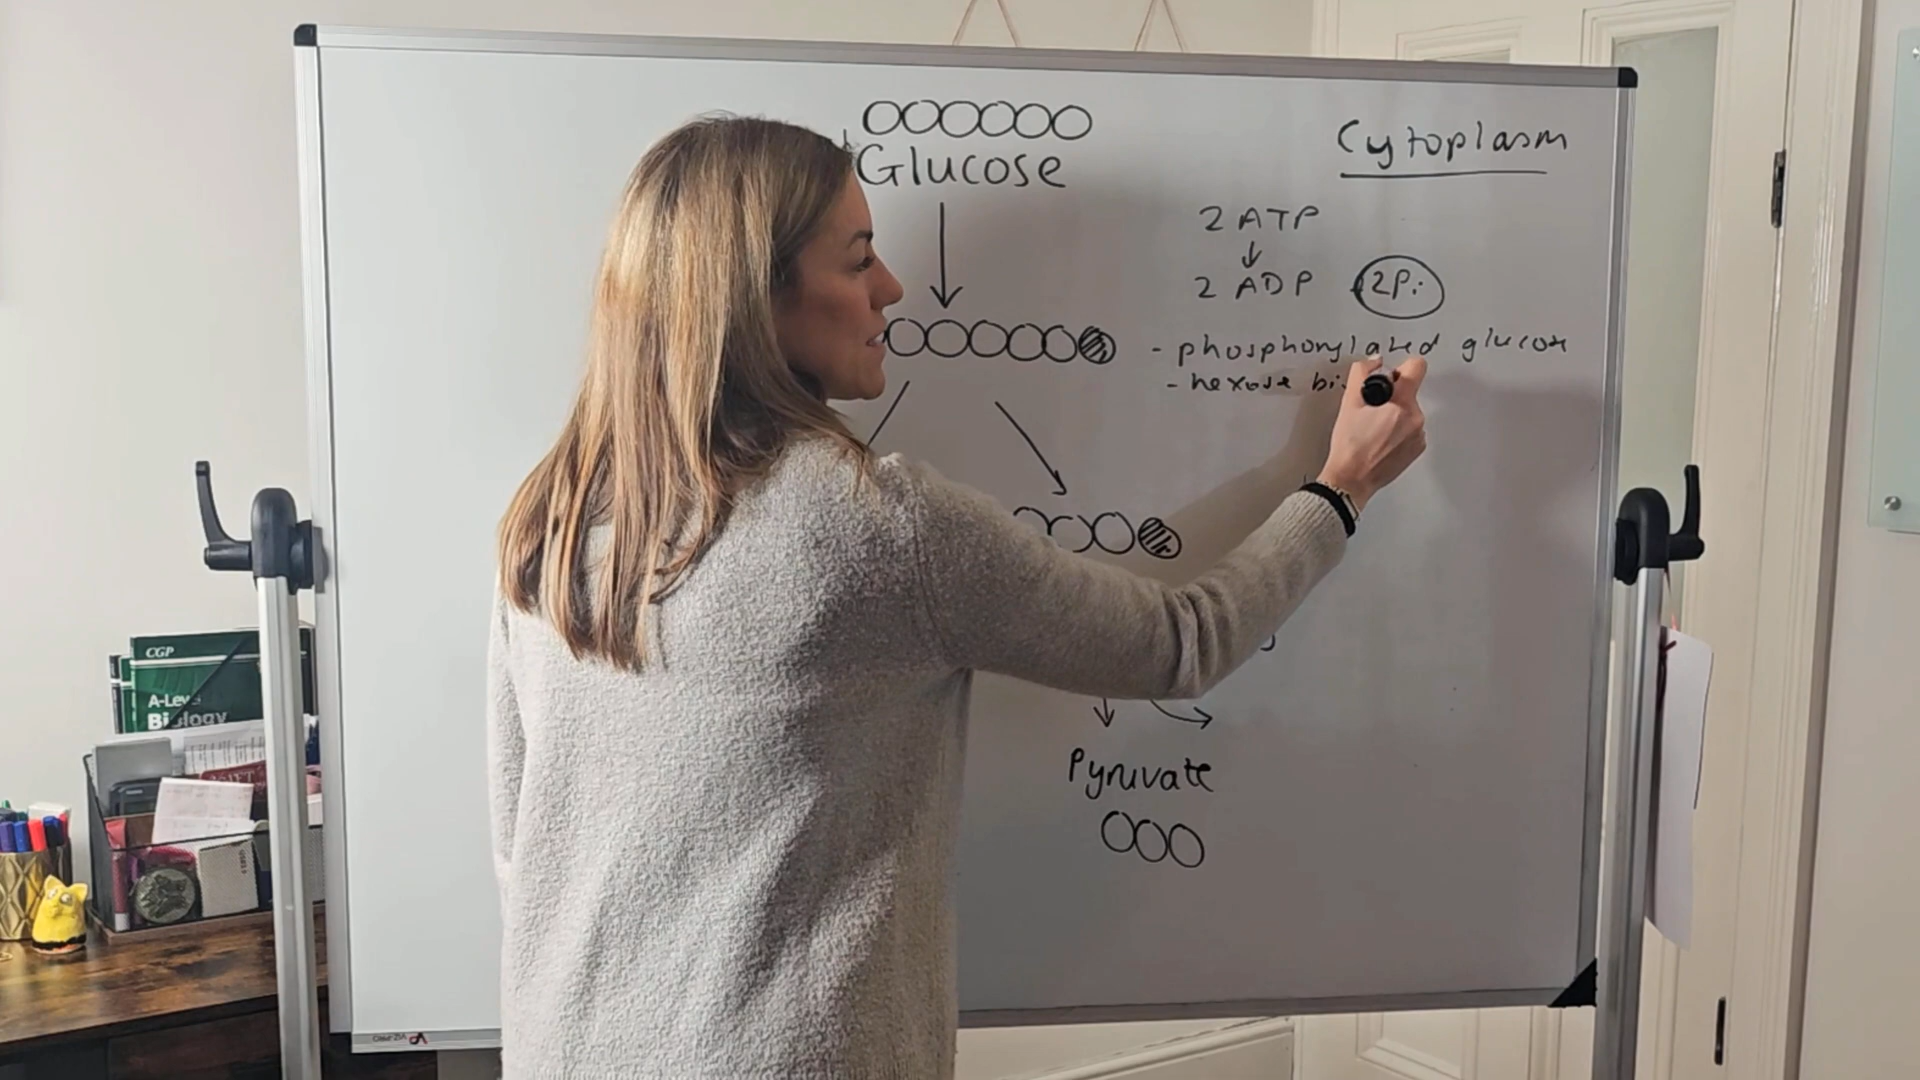 Glucose
Cytoplasm
2 ATP
2 ADP
2Pi
- phosphorylated glucose
- hexose bi
Pyruvate
CGP
A-Level
Biology